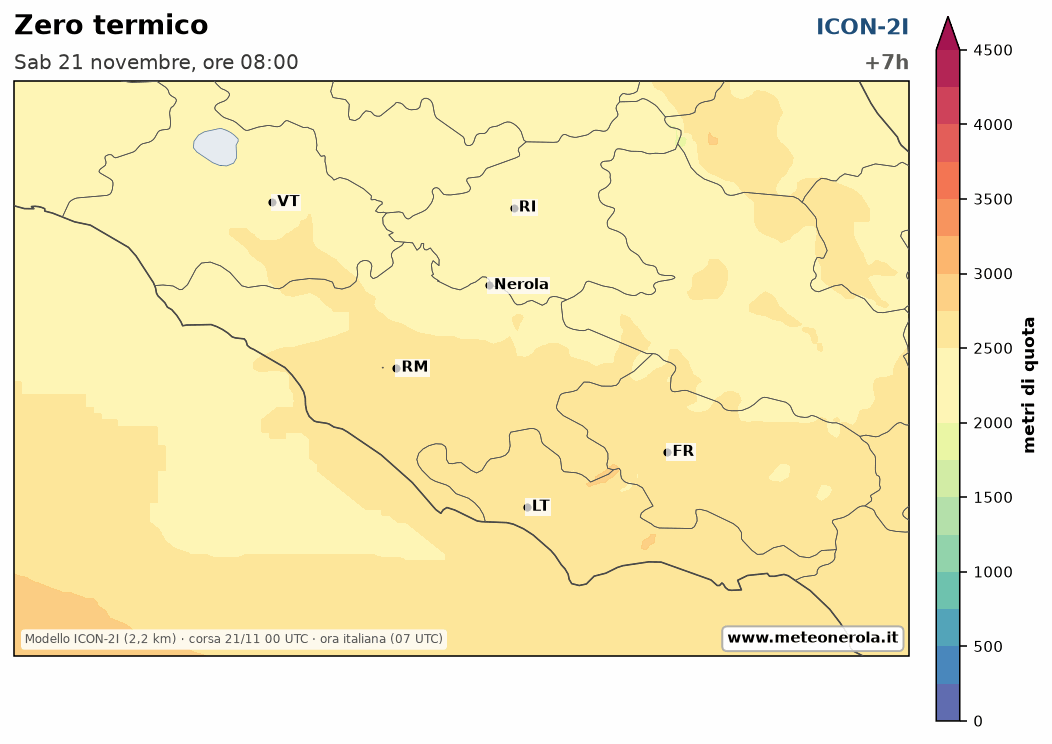 Zero termico
ICON-2I
Sab 21 novembre, ore 08:00
+7h
4500
4000
3500
3000
2500
2000
1500
1000
500
0
metri di quota
VT
RI
Nerola
RM
FR
LT
Modello ICON-2I (2,2 km) · corsa 21/11 00 UTC · ora italiana (07 UTC)
www.meteonerola.it